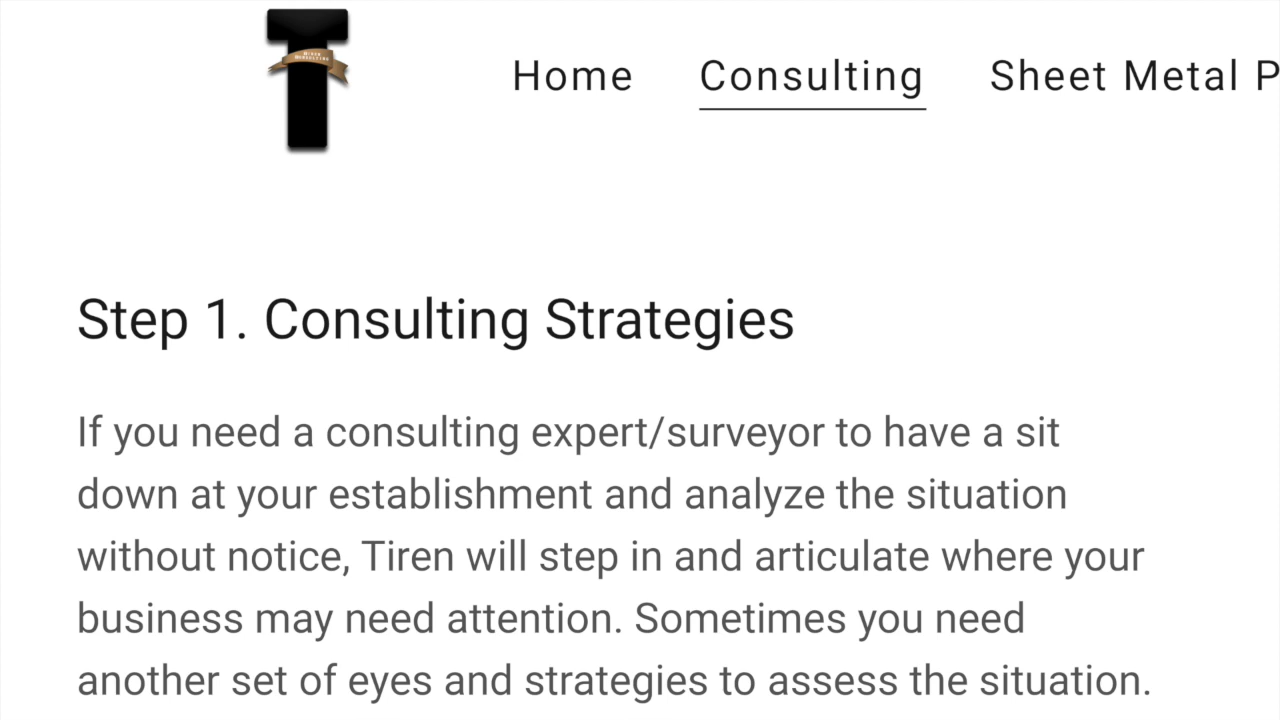 Home Consulting Sheet Metal P
Step 1. Consulting Strategies
If you need a consulting expert/surveyor to have a sit
down at your establishment and analyze the situation
without notice, Tiren will step in and articulate where your
business may need attention. Sometimes you need
another set of eyes and strategies to assess the situation.